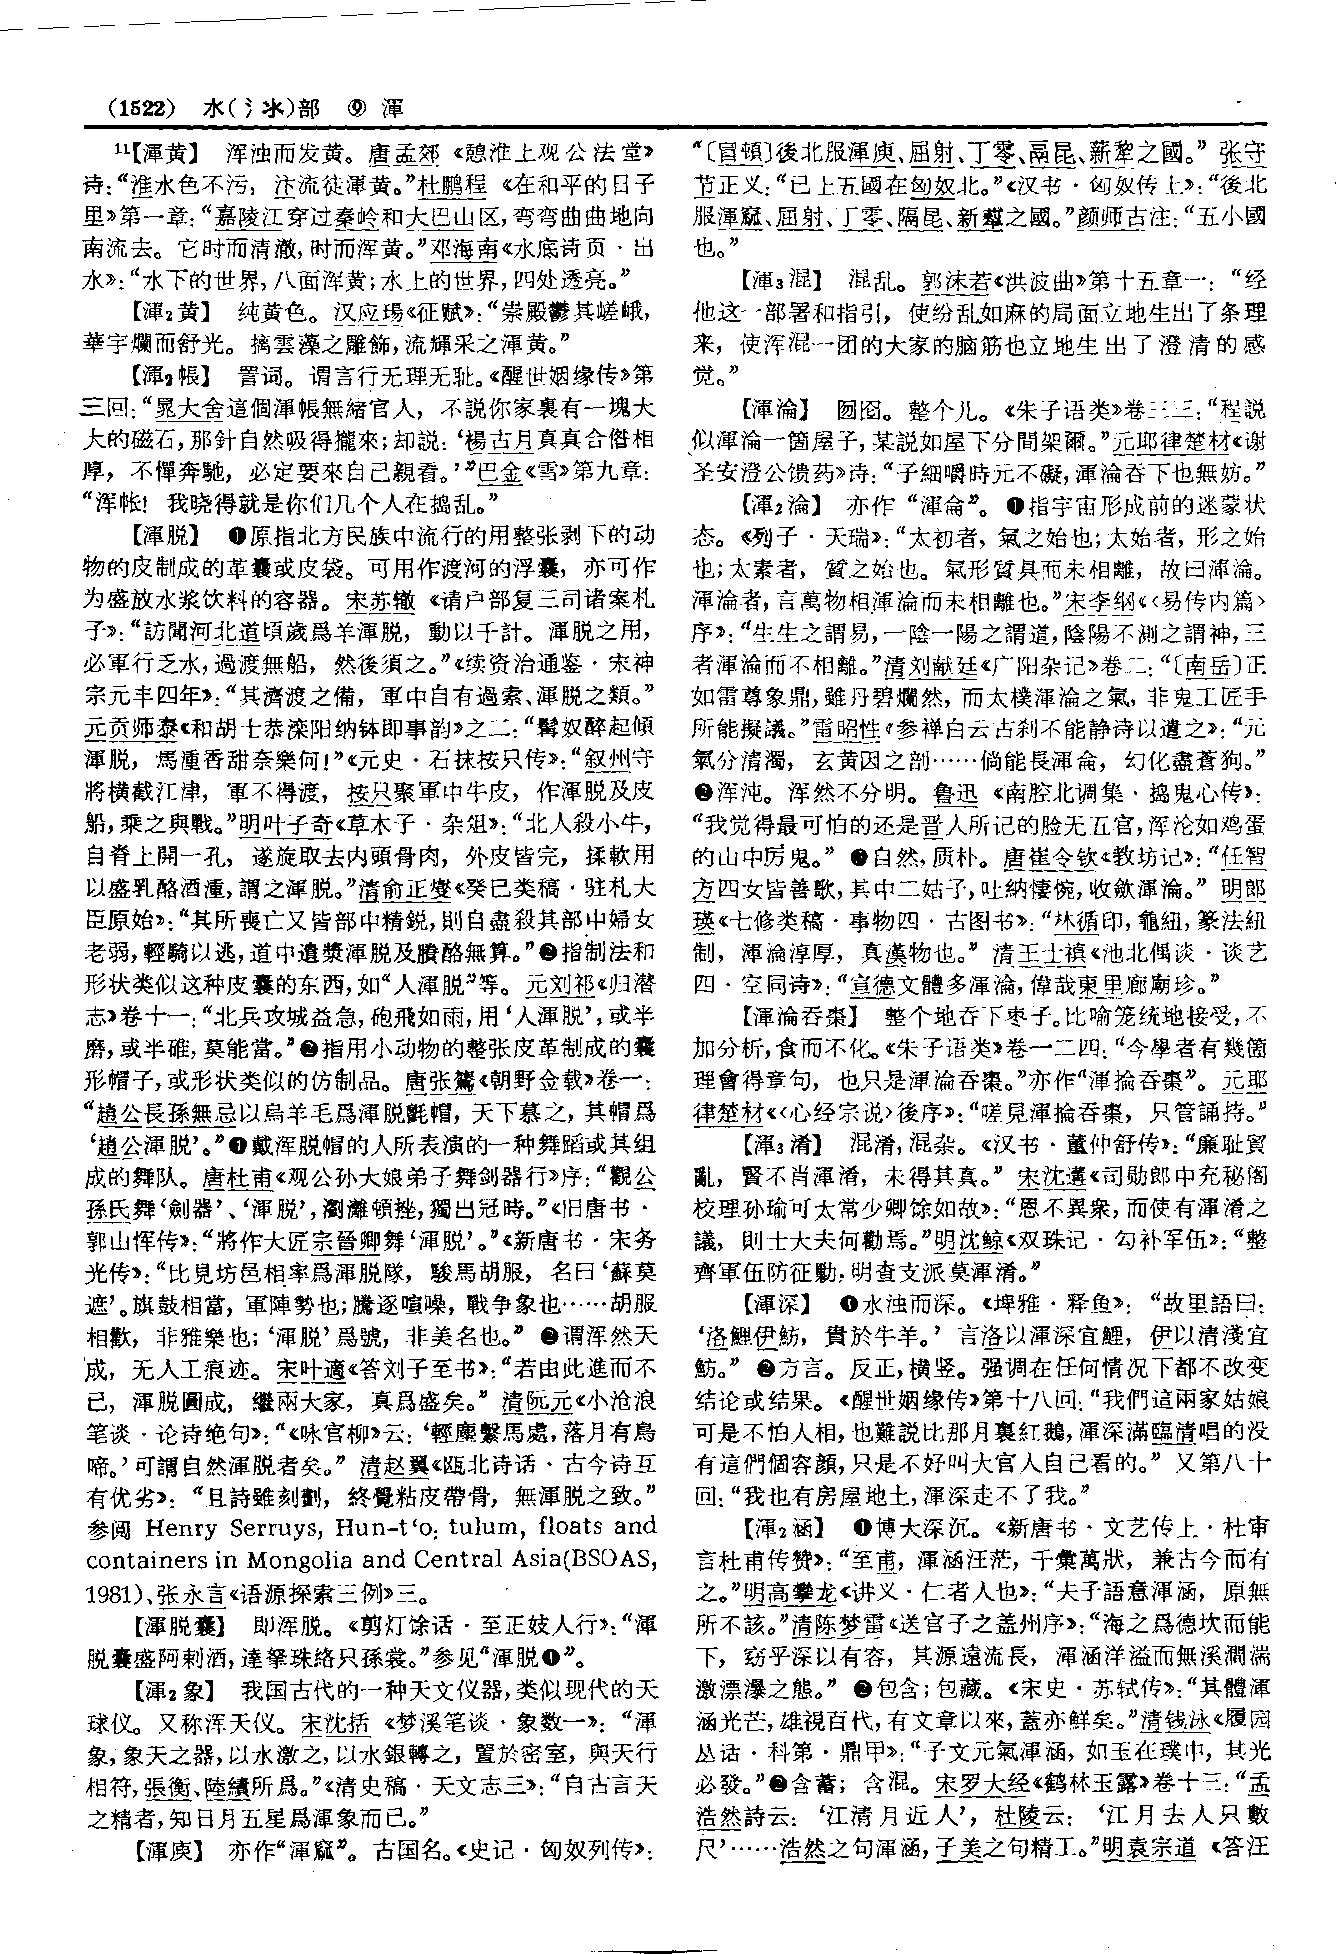 (1522) 水(氵氺)部 ⑨ 渾
¹¹【渾黄】 浑浊而发黄。唐孟郊《憩淮上观公法堂》
诗:“淮水色不污,汴流徒渾黄。”杜鹏程《在和平的日子
里》第一章:“嘉陵江穿过秦岭和大巴山区,弯弯曲曲地向
南流去。它时而清澈,时而浑黄。”邓海南《水底诗页·出
水》:“水下的世界,八面浑黄;水上的世界,四处透亮。”
【渾₂黄】 纯黄色。汉应瑒《征赋》:“崇殿鬱其嵯峨,
華宇爛而舒光。摛雲藻之雕飾,流輝采之渾黄。”
【渾₂帳】 詈词。谓言行无理无耻。《醒世姻缘传》第
三回:“晁大舍這個渾帳無緒官人,不説你家裏有一塊大
大的磁石,那針自然吸得攏來;却説:‘楊古月真真合偺相
厚,不憚奔馳,必定要來自己親看。’”巴金《雪》第九章:
“浑帐!我晓得就是你们几个人在捣乱。”
【渾脱】 ❶原指北方民族中流行的用整张剥下的动
物的皮制成的革囊或皮袋。可用作渡河的浮囊,亦可作
为盛放水浆饮料的容器。宋苏辙《请户部复三司诸案札
子》:“訪聞河北道頃歲爲羊渾脱,動以千計。渾脱之用,
必軍行乏水,過渡無船,然後須之。”《续资治通鉴·宋神
宗元丰四年》:“其濟渡之備,軍中自有過索、渾脱之類。”
元贡师泰《和胡士恭滦阳纳钵即事韵》之二:“髯奴醉起傾
渾脱,馬湩香甜奈樂何!”《元史·石抹按只传》:“叙州守
將横截江津,軍不得渡,按只聚軍中牛皮,作渾脱及皮
船,乘之與戰。”明叶子奇《草木子·杂俎》:“北人殺小牛,
自脊上開一孔,遂旋取去内頭骨肉,外皮皆完,揉軟用
以盛乳酪酒湩,謂之渾脱。”清俞正燮《癸巳类稿·驻札大
臣原始》:“其所喪亡又皆部中精鋭,則自盡殺其部中婦女
老弱,輕騎以逃,道中遺漿渾脱及臢酪無算。”❷指制法和
形状类似这种皮囊的东西,如“人渾脱”等。元刘祁《归潜
志》卷十一:“北兵攻城益急,砲飛如雨,用‘人渾脱’,或半
磨,或半碓,莫能當。”❸指用小动物的整张皮革制成的囊
形帽子,或形状类似的仿制品。唐张鷟《朝野佥载》卷一:
“趙公長孫無忌以烏羊毛爲渾脱氈帽,天下慕之,其帽爲
‘趙公渾脱’。”❹戴浑脱帽的人所表演的一种舞蹈或其组
成的舞队。唐杜甫《观公孙大娘弟子舞剑器行》序:“觀公
孫氏舞‘劍器’、‘渾脱’,瀏灕頓挫,獨出冠時。”《旧唐书·
郭山恽传》:“將作大匠宗晉卿舞‘渾脱’。”《新唐书·宋务
光传》:“比見坊邑相率爲渾脱隊,駿馬胡服,名曰‘蘇莫
遮’。旗鼓相當,軍陣勢也;騰逐喧噪,戰争象也……胡服
相歡,非雅樂也;‘渾脱’爲號,非美名也。”❺谓浑然天
成,无人工痕迹。宋叶適《答刘子至书》:“若由此進而不
已,渾脱圓成,繼兩大家,真爲盛矣。”清阮元《小沧浪
笔谈·论诗绝句》:“《咏官柳》云:‘輕塵繫馬處,落月有烏
啼。’可謂自然渾脱者矣。”清赵翼《瓯北诗话·古今诗互
有优劣》:“且詩雖刻劃,終覺粘皮帶骨,無渾脱之致。”
参阅 Henry Serruys, Hun-t‘o: tulum, floats and
containers in Mongolia and Central Asia(BSOAS,
1981)、张永言《语源探索三例》三。
【渾脱囊】 即浑脱。《剪灯馀话·至正妓人行》:“渾
脱囊盛阿剌酒,達拏珠絡只孫裳。”参见“渾脱❶”。
【渾₂象】 我国古代的一种天文仪器,类似现代的天
球仪。又称浑天仪。宋沈括《梦溪笔谈·象数一》:“渾
象,象天之器,以水激之,以水銀轉之,置於密室,與天行
相符,張衡、陸績所爲。”《清史稿·天文志三》:“自古言天
之精者,知日月五星爲渾象而已。”
【渾庾】 亦作“渾窳”。古国名。《史记·匈奴列传》:
“〔冒頓〕後北服渾庾、屈射、丁零、鬲昆、薪犂之國。”张守
节正义:“已上五國在匈奴北。”《汉书·匈奴传上》:“後北
服渾窳、屈射、丁零、隔昆、新𥠖之國。”颜师古注:“五小國
也。”
【渾₃混】 混乱。郭沫若《洪波曲》第十五章一:“经
他这一部署和指引,使纷乱如麻的局面立地生出了条理
来,使浑混一团的大家的脑筋也立地生出了澄清的感
觉。”
【渾淪】 囫囵。整个儿。《朱子语类》卷三三:“程説
似渾淪一箇屋子,某説如屋下分間架爾。”元耶律楚材《谢
圣安澄公馈药》诗:“子細嚼時元不礙,渾淪吞下也無妨。”
【渾₂淪】 亦作“渾侖”。❶指宇宙形成前的迷蒙状
态。《列子·天瑞》:“太初者,氣之始也;太始者,形之始
也;太素者,質之始也。氣形質具而未相離,故曰渾淪。
渾淪者,言萬物相渾淪而未相離也。”宋李纲《〈易传内篇〉
序》:“生生之謂易,一陰一陽之謂道,陰陽不測之謂神,三
者渾淪而不相離。”清刘献廷《广阳杂记》卷二:“〔南岳〕正
如雷尊象鼎,雖丹碧爛然,而太樸渾淪之氣,非鬼工匠手
所能擬議。”雷昭性《参禅白云古刹不能静诗以遣之》:“元
氣分清濁,玄黄因之剖……倘能長渾侖,幻化盡蒼狗。”
❷浑沌。浑然不分明。鲁迅《南腔北调集·捣鬼心传》:
“我觉得最可怕的还是晋人所记的脸无五官,浑沦如鸡蛋
的山中厉鬼。”❸自然,质朴。唐崔令钦《教坊记》:“任智
方四女皆善歌,其中二姑子,吐納悽惋,收斂渾淪。”明郎
瑛《七修类稿·事物四·古图书》:“林循印,龜紐,篆法紐
制,渾淪淳厚,真漢物也。”清王士禛《池北偶谈·谈艺
四·空同诗》:“宣德文體多渾淪,偉哉東里廊廟珍。”
【渾淪吞棗】 整个地吞下枣子。比喻笼统地接受,不
加分析,食而不化。《朱子语类》卷一二四:“今學者有幾箇
理會得章句,也只是渾淪吞棗。”亦作“渾掄吞棗”。元耶
律楚材《〈心经宗说〉後序》:“嗟見渾掄吞棗,只管誦持。”
【渾₃淆】 混淆,混杂。《汉书·董仲舒传》:“廉耻貿
亂,賢不肖渾淆,未得其真。”宋沈遘《司勋郎中充秘阁
校理孙瑜可太常少卿馀如故》:“恩不異衆,而使有渾淆之
議,則士大夫何勸焉。”明沈鲸《双珠记·勾补军伍》:“整
齊軍伍防征勦,明查支派莫渾淆。”
【渾深】 ❶水浊而深。《埤雅·释鱼》:“故里語曰:
‘洛鯉伊魴,貴於牛羊。’言洛以渾深宜鯉,伊以清淺宜
魴。”❷方言。反正,横竖。强调在任何情况下都不改变
结论或结果。《醒世姻缘传》第十八回:“我們這兩家姑娘
可是不怕人相,也難説比那月裏紅鵝,渾深滿臨清唱的没
有這們個容顔,只是不好叫大官人自己看的。”又第八十
回:“我也有房屋地土,渾深走不了我。”
【渾₂涵】 ❶博大深沉。《新唐书·文艺传上·杜审
言杜甫传赞》:“至甫,渾涵汪茫,千彙萬狀,兼古今而有
之。”明高攀龙《讲义·仁者人也》:“夫子語意渾涵,原無
所不該。”清陈梦雷《送官子之盖州序》:“海之爲德坎而能
下,窈乎深以有容,其源遠流長,渾涵洋溢而無溪澗湍
激漂瀑之態。”❷包含;包藏。《宋史·苏轼传》:“其體渾
涵光芒,雄視百代,有文章以來,蓋亦鮮矣。”清钱泳《履园
丛话·科第·鼎甲》:“子文元氣渾涵,如玉在璞中,其光
必發。”❸含蓄;含混。宋罗大经《鹤林玉露》卷十三:“孟
浩然詩云:‘江清月近人’,杜陵云:‘江月去人只數
尺’……浩然之句渾涵,子美之句精工。”明袁宗道《答汪